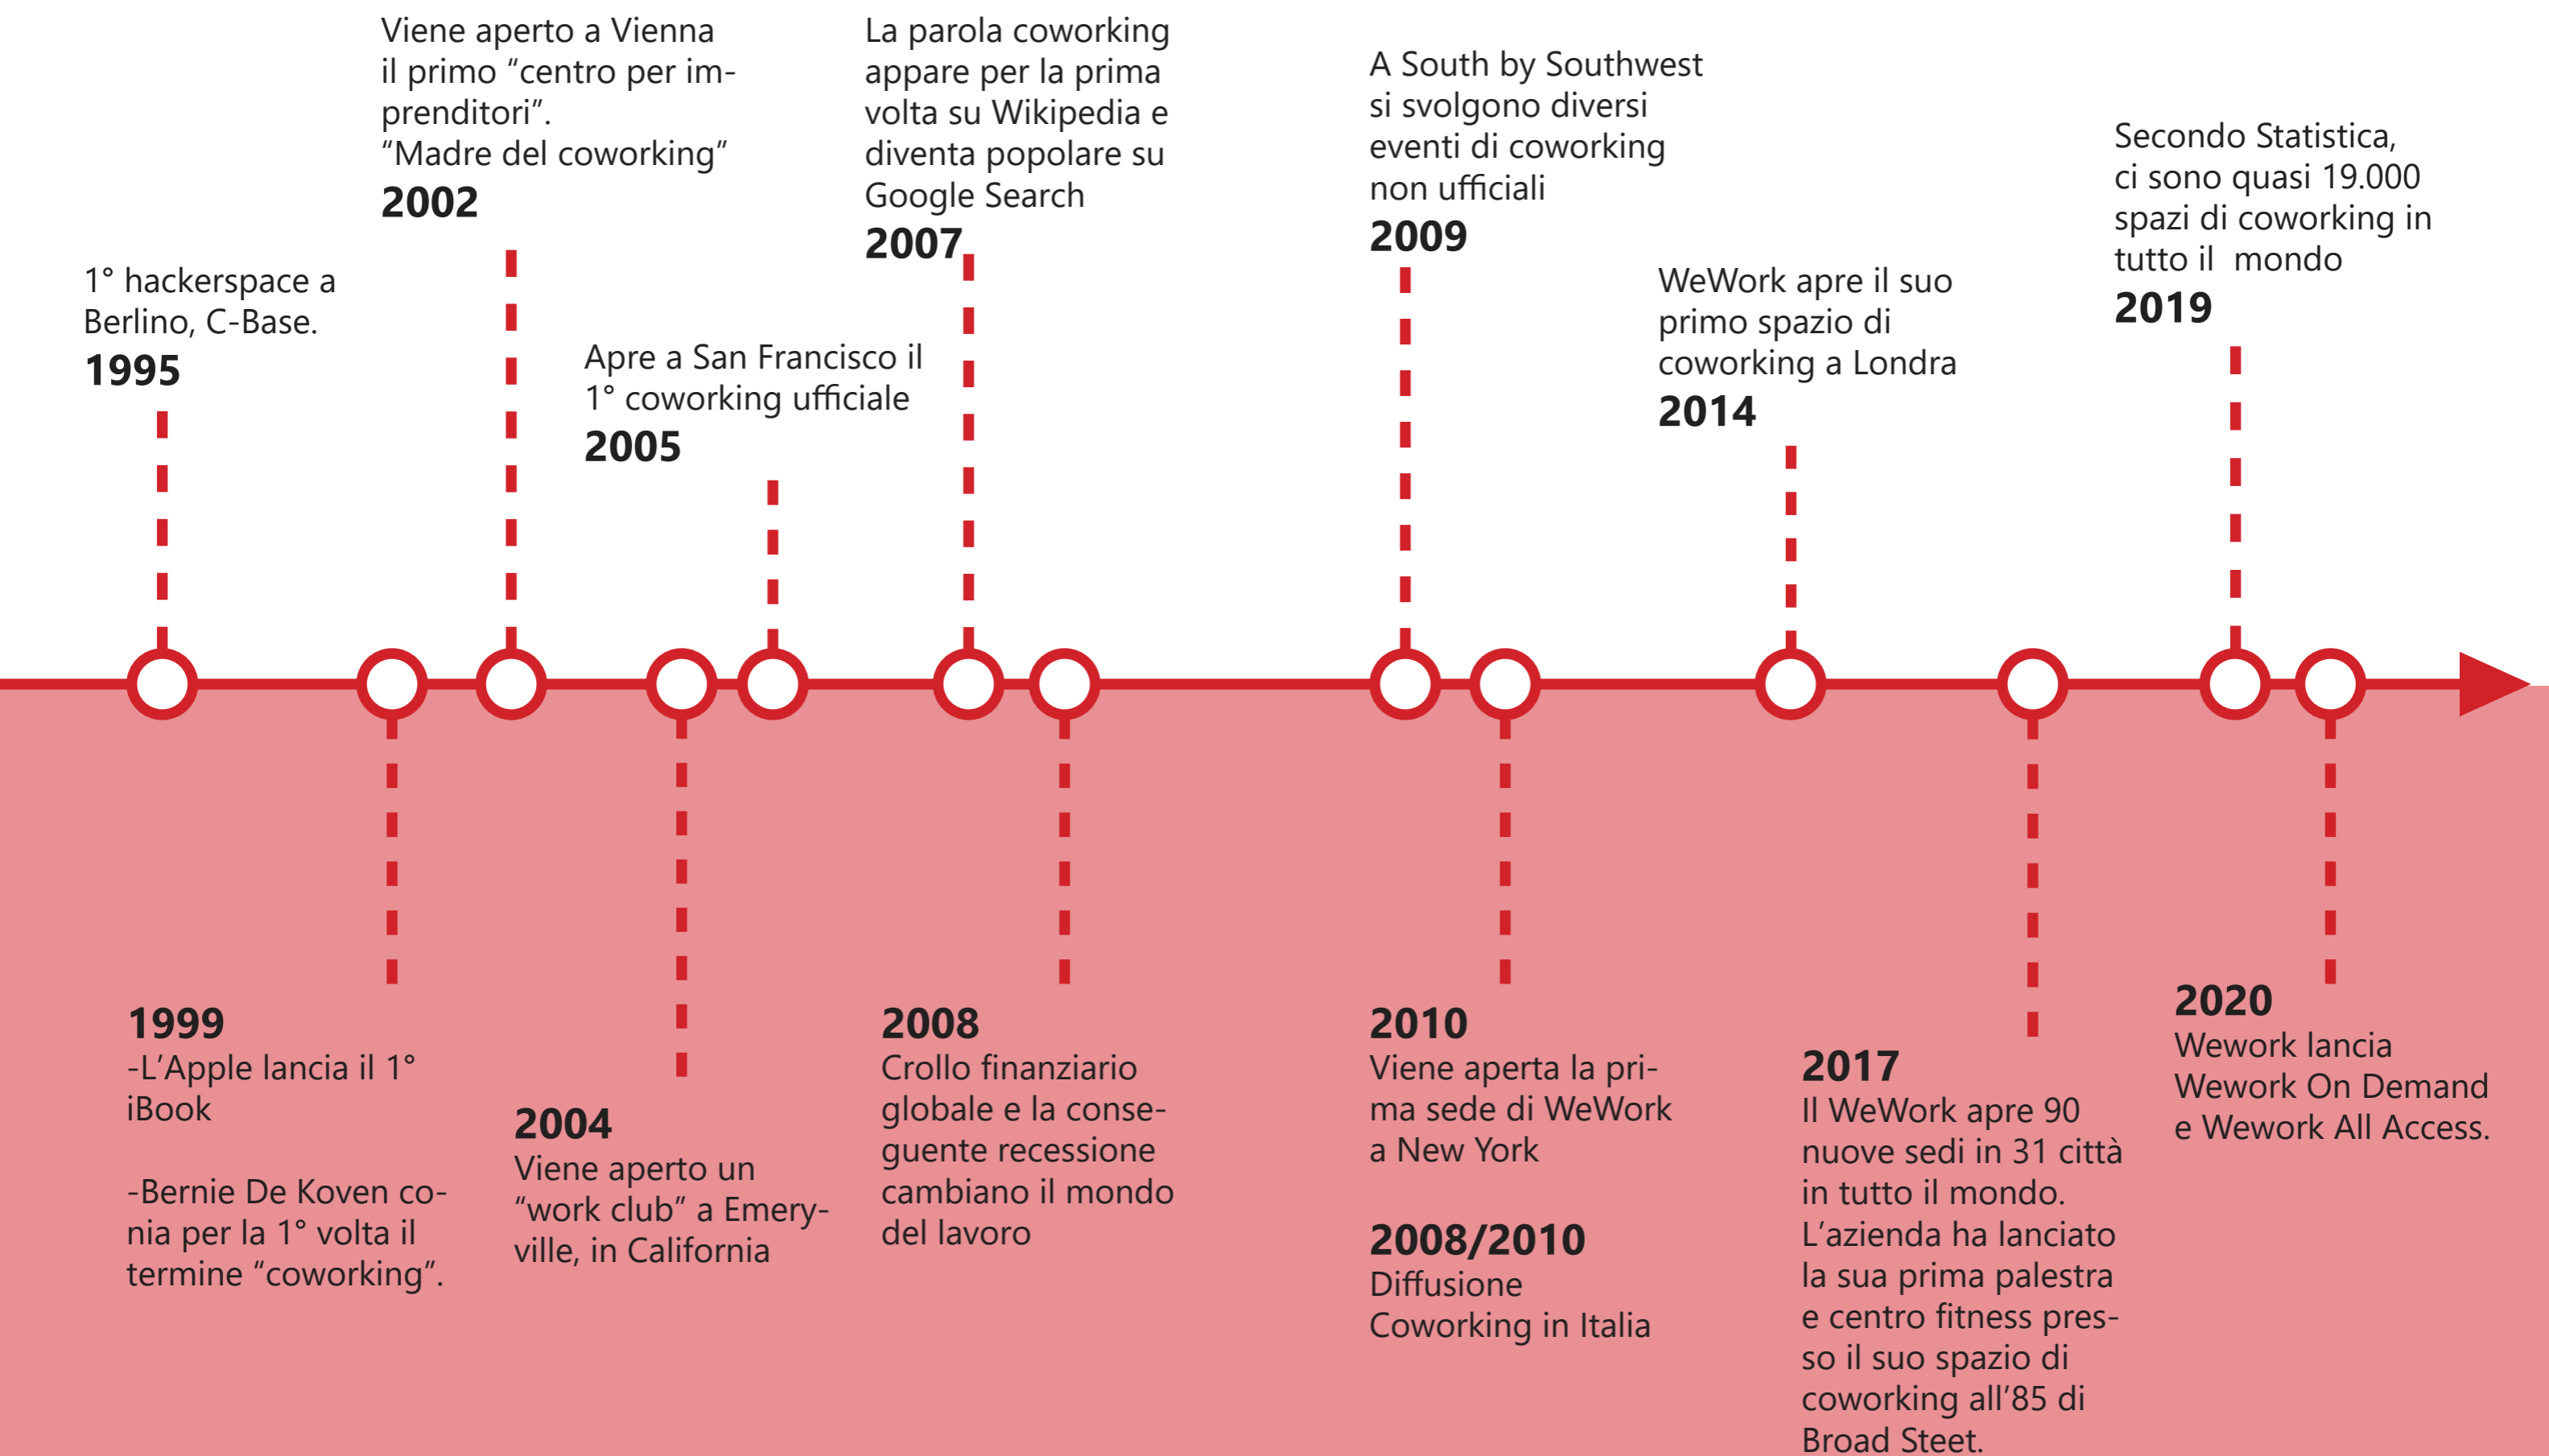 1° hackerspace a
Berlino, C-Base.
1995
-L’Apple lancia il 1°
iBook
-Bernie De Koven co-
nia per la 1° volta il
termine “coworking”.
1999
Viene aperto a Vienna
il primo “centro per im-
prenditori”.
“Madre del coworking”
2002
2004
Viene aperto un
“work club” a Emery-
ville, in California
Apre a San Francisco il
1° coworking ufficiale
2005
La parola coworking
appare per la prima
volta su Wikipedia e
diventa popolare su
Google Search
2007
2008
Crollo finanziario
globale e la conse-
guente recessione
cambiano il mondo
del lavoro
A South by Southwest
si svolgono diversi
eventi di coworking
non ufficiali
2009
2010
Viene aperta la pri-
ma sede di WeWork
a New York
2008/2010
Diffusione
Coworking in Italia
WeWork apre il suo
primo spazio di
coworking a Londra
2014
2017
Il WeWork apre 90
nuove sedi in 31 città
in tutto il mondo.
L’azienda ha lanciato
la sua prima palestra
e centro fitness pres-
so il suo spazio di
coworking all’85 di
Broad Steet.
Secondo Statistica,
ci sono quasi 19.000
spazi di coworking in
tutto il  mondo
2019
2020
Wework lancia
Wework On Demand
e Wework All Access.